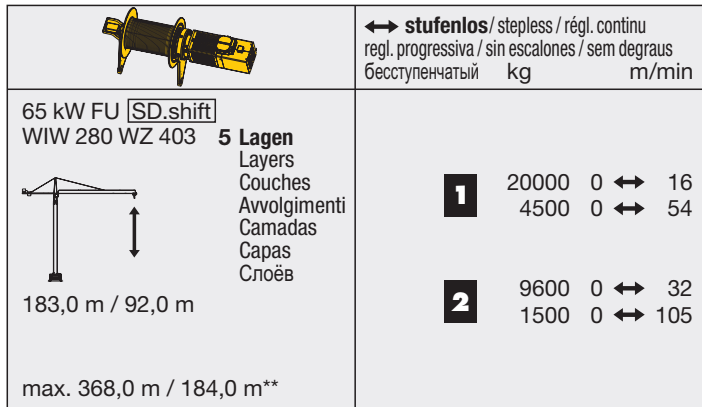 ↔ stufenlos/ stepless / régl. continu
regl. progressiva / sin escalones / sem degraus
бесступенчатый kg m/min
65 kW FU SD.shift
WIW 280 WZ 403 5 Lagen
Layers
Couches
Avvolgimenti
Camadas
Capas
Слоёв
183,0 m / 92,0 m
max. 368,0 m / 184,0 m**
1 20000 0 ↔ 16
4500 0 ↔ 54
2 9600 0 ↔ 32
1500 0 ↔ 105